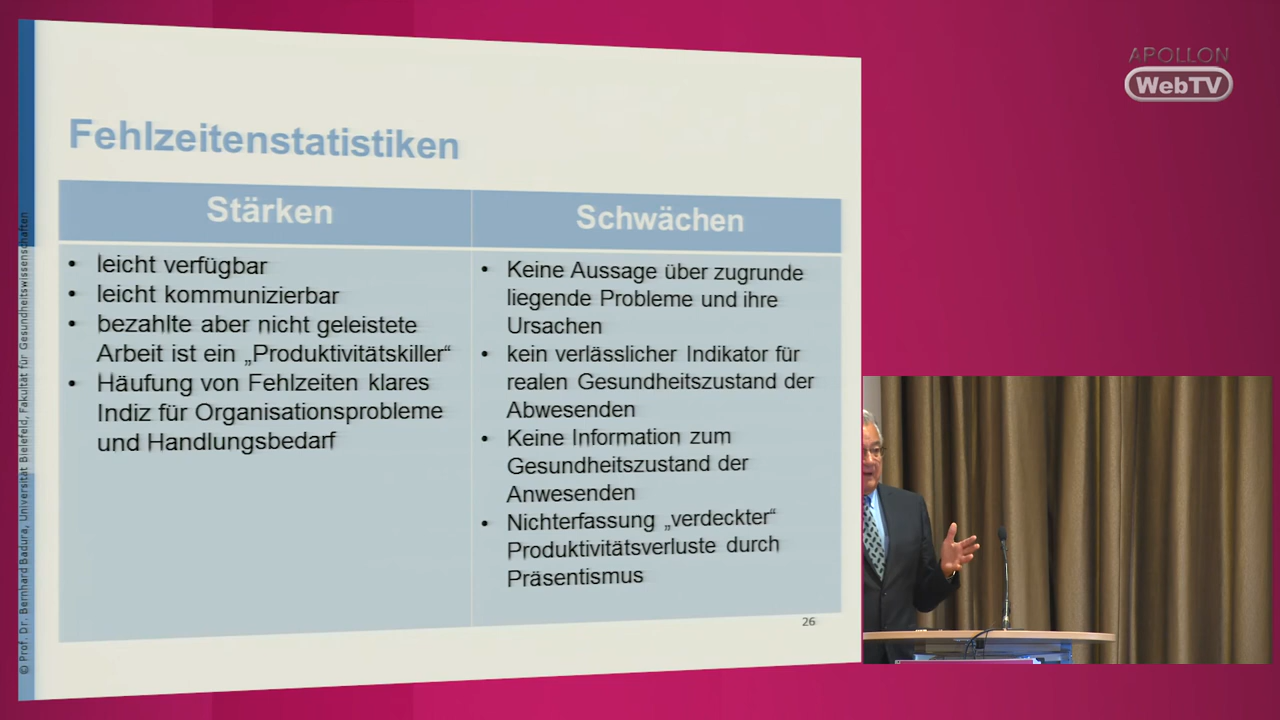 APOLLON
WebTV
Fehlzeitenstatistiken
Stärken
• leicht verfügbar
• leicht kommunizierbar
• bezahlte aber nicht geleistete
Arbeit ist ein „Produktivitätskiller“
• Häufung von Fehlzeiten klares
Indiz für Organisationsprobleme
und Handlungsbedarf
Schwächen
• Keine Aussage über zugrunde
liegende Probleme und ihre
Ursachen
• kein verlässlicher Indikator für
realen Gesundheitszustand der
Abwesenden
• Keine Information zum
Gesundheitszustand der
Anwesenden
• Nichterfassung „verdeckter“
Produktivitätsverluste durch
Präsentismus
26
© Prof. Dr. Bernhard Badura, Universität Bielefeld, Fakultät für Gesundheitswissenschaften